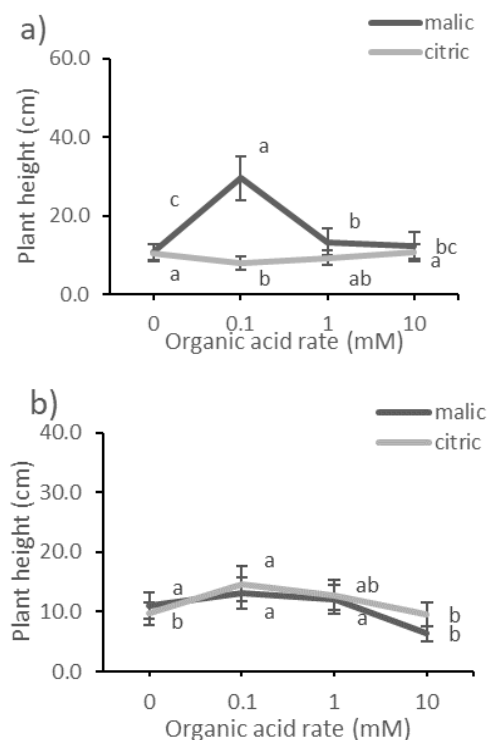 a)
malic
citric
60.0
40.0
20.0
0.0
Plant height (cm)
c
a
b
bc
a
b
ab
a
0
0.1
1
10
Organic acid rate (mM)
b)
malic
citric
40.0
30.0
20.0
10.0
0.0
Plant height (cm)
a
a
ab
b
b
a
a
b
0
0.1
1
10
Organic acid rate (mM)